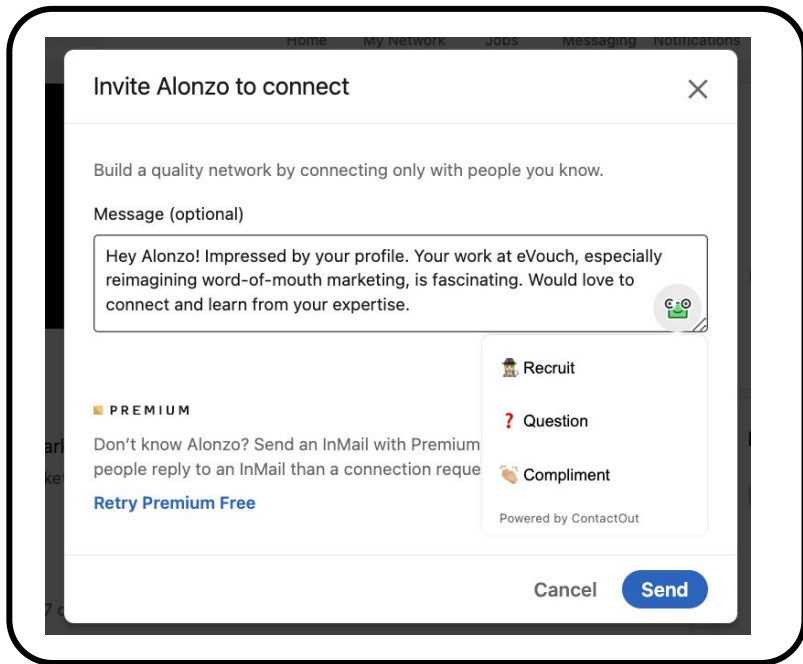 Home My Network Jobs Messaging Notifications
Invite Alonzo to connect
Build a quality network by connecting only with people you know.
Message (optional)
Hey Alonzo! Impressed by your profile. Your work at eVouch, especially
reimagining word-of-mouth marketing, is fascinating. Would love to
connect and learn from your expertise.
Recruit
Question
Compliment
Powered by ContactOut
PREMIUM
Don't know Alonzo? Send an InMail with Premium
people reply to an InMail than a connection
Retry Premium Free
Cancel Send